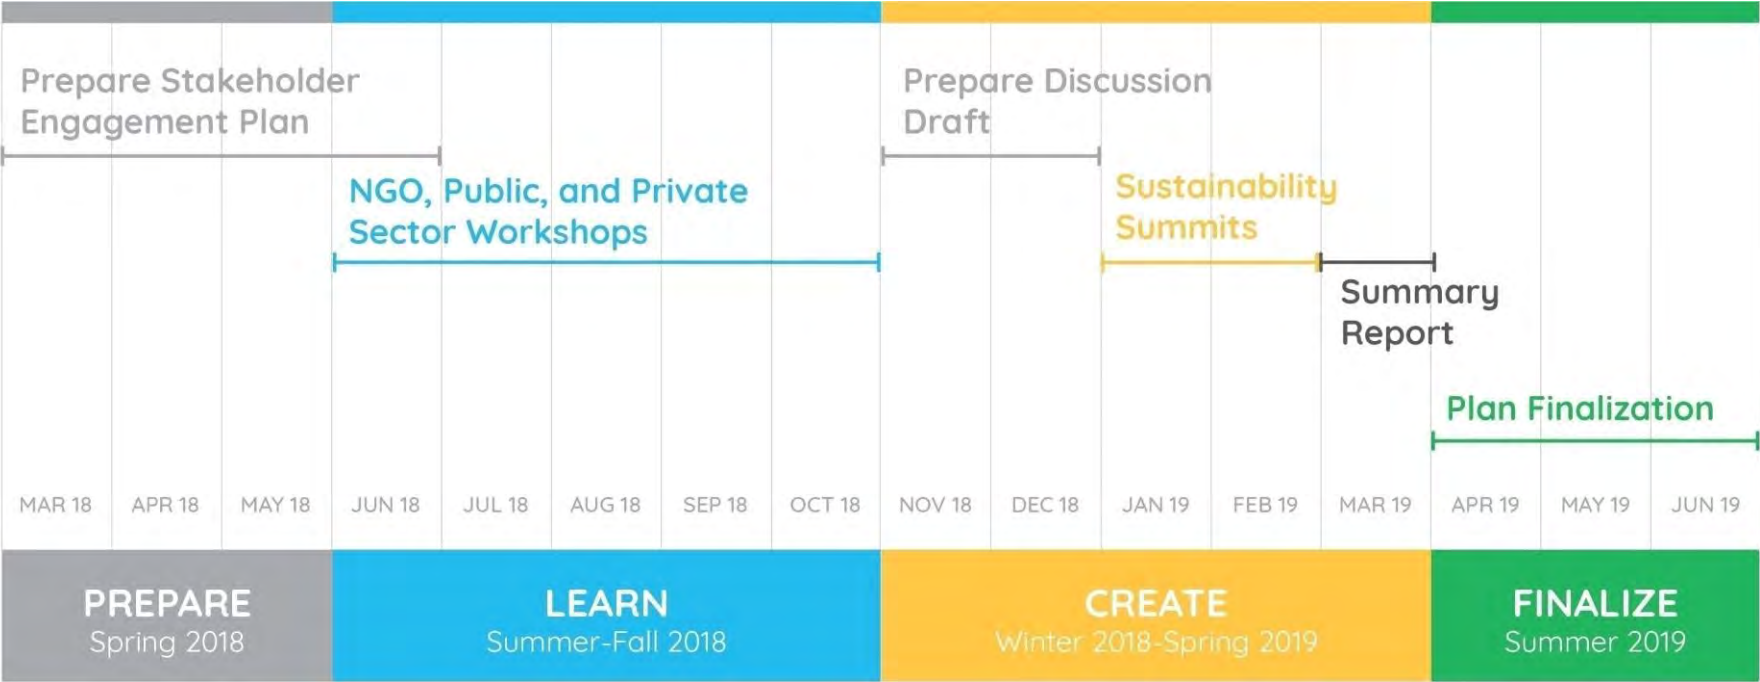 Prepare Stakeholder
Engagement Plan
Prepare Discussion
Draft
NGO, Public, and Private
Sector Workshops
Sustainability
Summits
Summary
Report
Plan Finalization
MAR 18 APR 18 MAY 18 JUN 18 JUL 18 AUG 18 SEP 18 OCT 18 NOV 18 DEC 18 JAN 19 FEB 19 MAR 19 APR 19 MAY 19 JUN 19
PREPARE
Spring 2018
LEARN
Summer-Fall 2018
CREATE
Winter 2018-Spring 2019
FINALIZE
Summer 2019